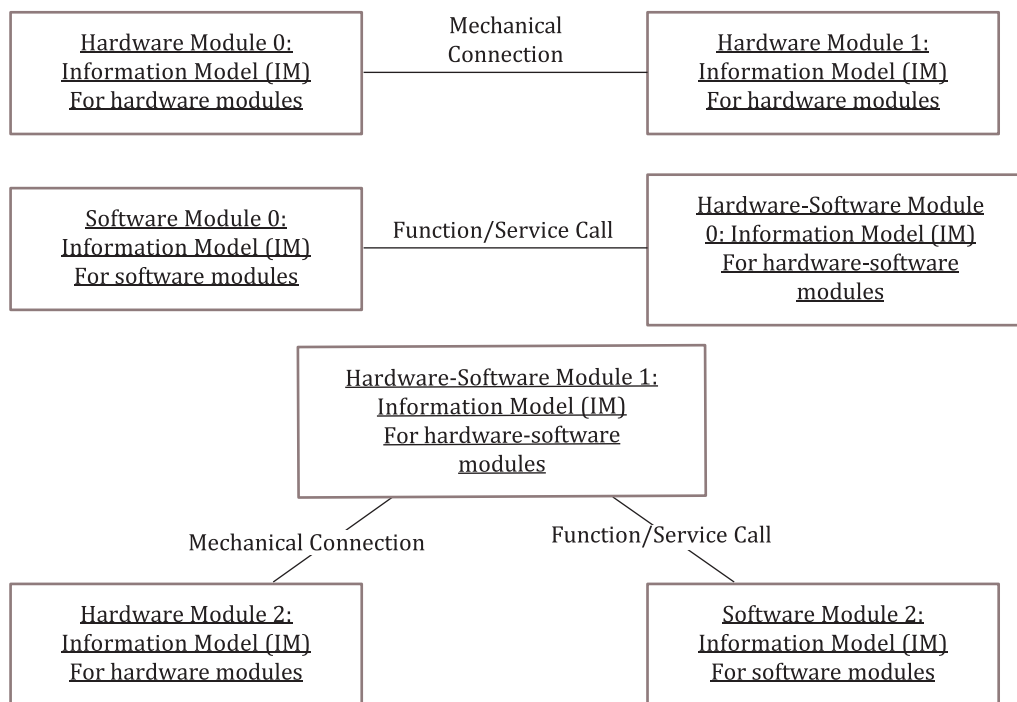 Hardware Module 0:
Information Model (IM)
For hardware modules
Mechanical
Connection
Hardware Module 1:
Information Model (IM)
For hardware modules
Software Module 0:
Information Model (IM)
For software modules
Function/Service Call
Hardware-Software Module
0: Information Model (IM)
For hardware-software
modules
Hardware-Software Module 1:
Information Model (IM)
For hardware-software
modules
Mechanical Connection
Function/Service Call
Hardware Module 2:
Information Model (IM)
For hardware modules
Software Module 2:
Information Model (IM)
For software modules